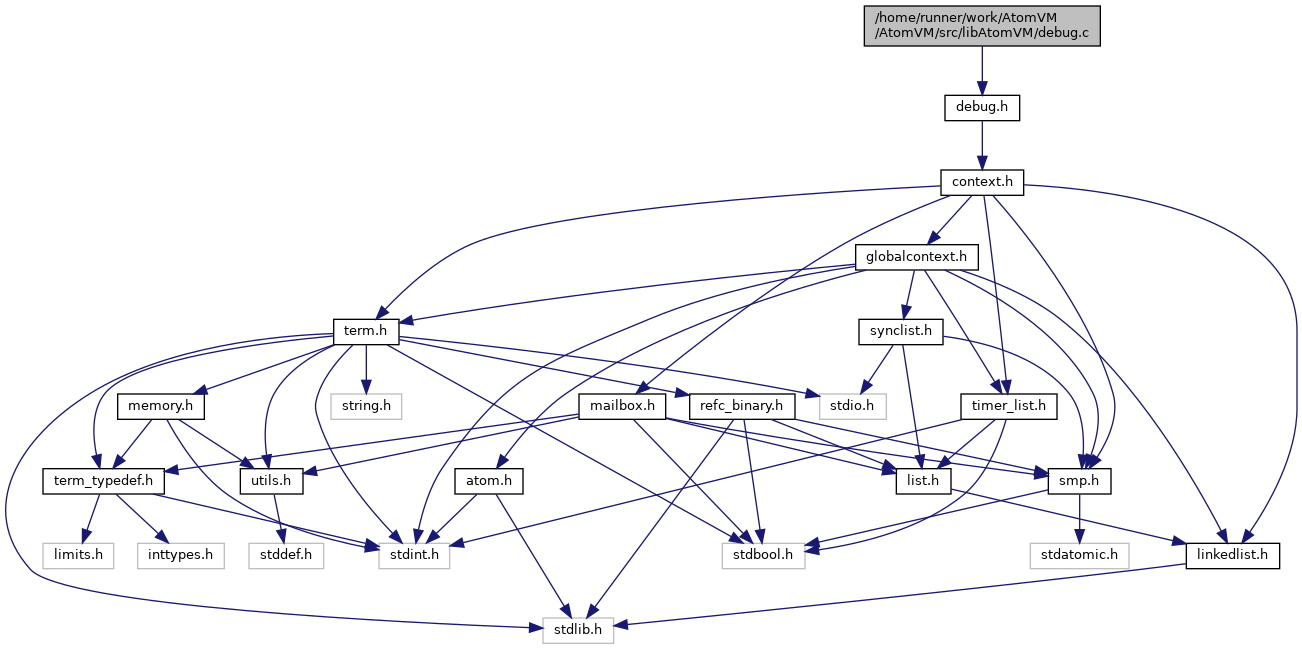 /home/runner/work/AtomVM
/AtomVM/src/libAtomVM/debug.c
debug.h
context.h
globalcontext.h
term.h
synclist.h
memory.h
string.h
mailbox.h
refc_binary.h
stdio.h
timer_list.h
term_typedef.h
utils.h
atom.h
list.h
smp.h
limits.h
inttypes.h
stddef.h
stdint.h
stdbool.h
stdatomic.h
linkedlist.h
stdlib.h